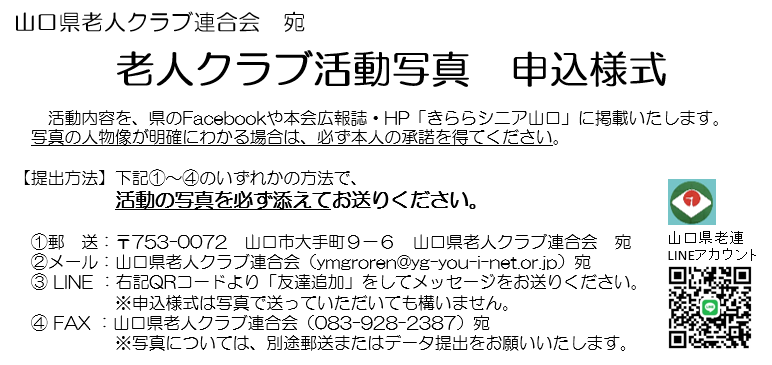 山口県老人クラブ連合会　宛
老人クラブ活動写真　申込様式
活動内容を、県のFacebookや本会広報誌・HP「きららシニア山口」に掲載いたします。
写真の人物像が明確にわかる場合は、必ず本人の承諾を得てください。
【提出方法】下記①～④のいずれかの方法で、
活動の写真を必ず添えてお送りください。
①郵　送：〒753-0072　山口市大手町９－６　山口県老人クラブ連合会　宛
②メール：山口県老人クラブ連合会（ymgroren@yg-you-i-net.or.jp）宛
③ LINE ：右記QRコードより「友達追加」をしてメッセージをお送りください。
※申込様式は写真で送っていただいても構いません。
④ FAX ：山口県老人クラブ連合会（083-928-2387）宛
※写真については、別途郵送またはデータ提出をお願いいたします。
山口県老連
LINEアカウント